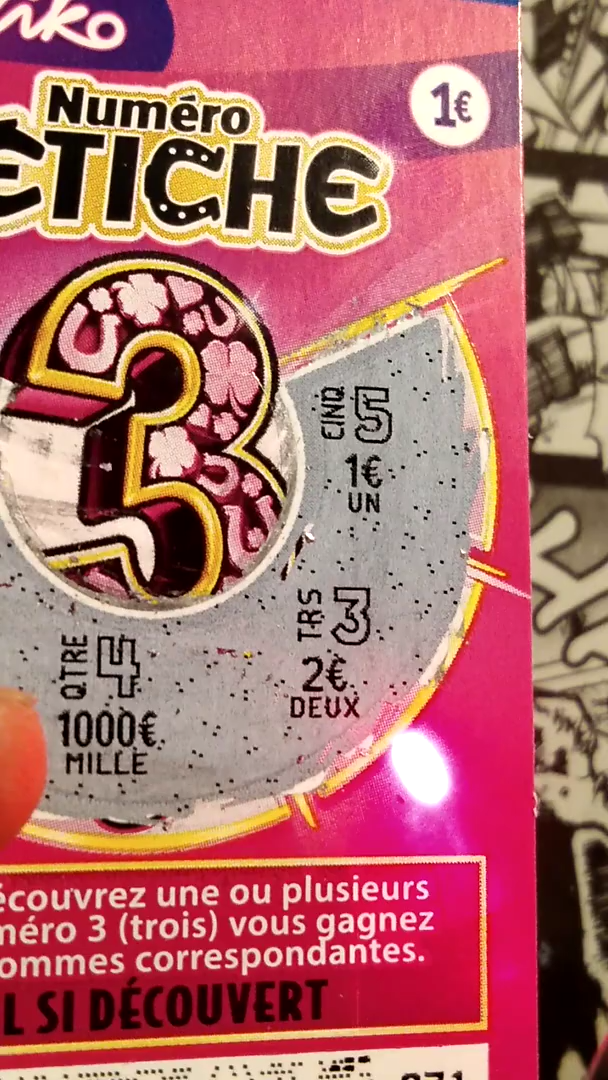 Numéro
1€
ETICHE
3
CINQ 5
1€
UN
TRS 3
2€
DEUX
QTRE 4
1000€
MILLE
écouvrez une ou plusieurs
méro 3 (trois) vous gagnez
ommes correspondantes.
L SI DÉCOUVERT